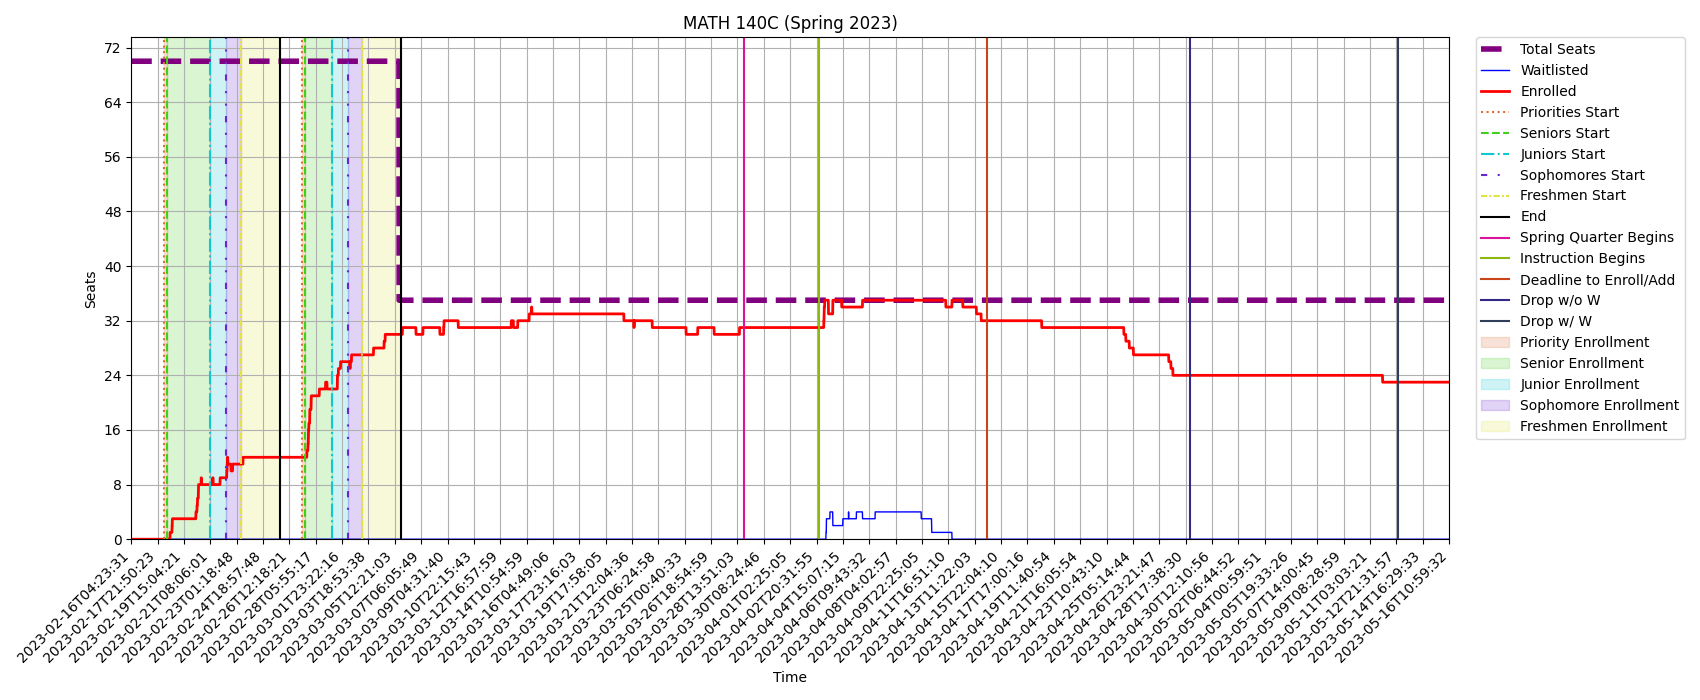 MATH 140C (Spring 2023)
Seats
72
64
56
48
40
32
24
16
8
0
2023-02-16T04:23:31
2023-02-17T21:50:23
2023-02-19T15:04:21
2023-02-21T08:06:01
2023-02-23T01:18:48
2023-02-24T18:57:48
2023-02-26T12:18:21
2023-02-28T05:55:17
2023-03-01T23:22:16
2023-03-03T18:53:38
2023-03-05T12:21:03
2023-03-07T06:05:49
2023-03-09T04:31:40
2023-03-10T22:15:43
2023-03-12T16:57:59
2023-03-14T10:54:59
2023-03-16T04:49:06
2023-03-17T23:16:03
2023-03-19T17:58:05
2023-03-21T12:04:36
2023-03-23T06:24:58
2023-03-25T00:40:33
2023-03-26T18:54:59
2023-03-28T13:51:03
2023-03-30T08:24:46
2023-04-01T02:25:05
2023-04-02T20:31:55
2023-04-04T15:07:15
2023-04-06T09:43:32
2023-04-08T04:02:57
2023-04-09T22:25:05
2023-04-11T16:51:10
2023-04-13T11:22:03
2023-04-15T22:04:10
2023-04-17T17:00:16
2023-04-19T11:40:54
2023-04-21T16:05:54
2023-04-23T10:43:10
2023-04-25T05:14:44
2023-04-26T23:21:47
2023-04-28T17:38:30
2023-04-30T12:10:56
2023-05-02T06:44:52
2023-05-04T00:59:51
2023-05-05T19:33:26
2023-05-07T14:00:45
2023-05-09T08:28:59
2023-05-11T03:03:21
2023-05-12T21:31:57
2023-05-14T16:29:33
2023-05-16T10:59:32
Time
Total Seats
Waitlisted
Enrolled
Priorities Start
Seniors Start
Juniors Start
Sophomores Start
Freshmen Start
End
Spring Quarter Begins
Instruction Begins
Deadline to Enroll/Add
Drop w/o W
Drop w/ W
Priority Enrollment
Senior Enrollment
Junior Enrollment
Sophomore Enrollment
Freshmen Enrollment